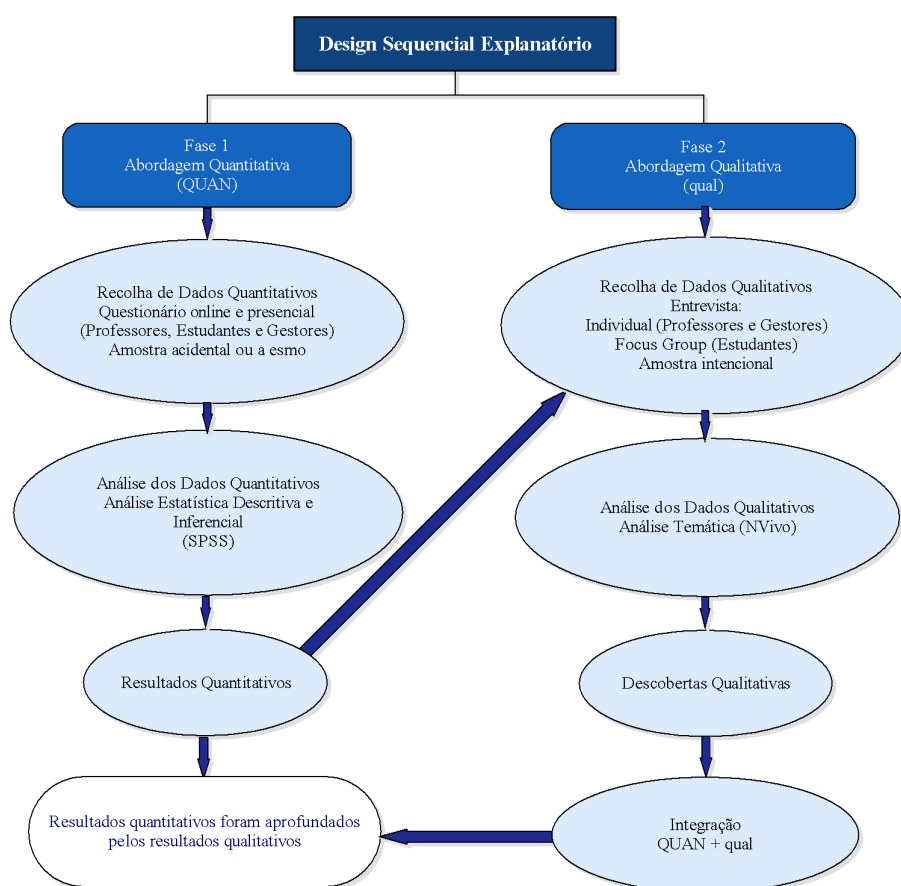 Design Sequencial Explanatório
Fase 1
Abordagem Quantitativa
(QUAN)
Recolha de Dados Quantitativos
Questionário online e presencial
(Professores, Estudantes e Gestores)
Amostra acidental ou a esmo
Análise dos Dados Quantitativos
Análise Estatística Descritiva e
Inferencial
(SPSS)
Resultados Quantitativos
Resultados quantitativos foram aprofundados
pelos resultados qualitativos
Fase 2
Abordagem Qualitativa
(qual)
Recolha de Dados Qualitativos
Entrevista:
Individual (Professores e Gestores)
Focus Group (Estudantes)
Amostra intencional
Análise dos Dados Qualitativos
Análise Temática (NVivo)
Descobertas Qualitativas
Integração
QUAN + qual